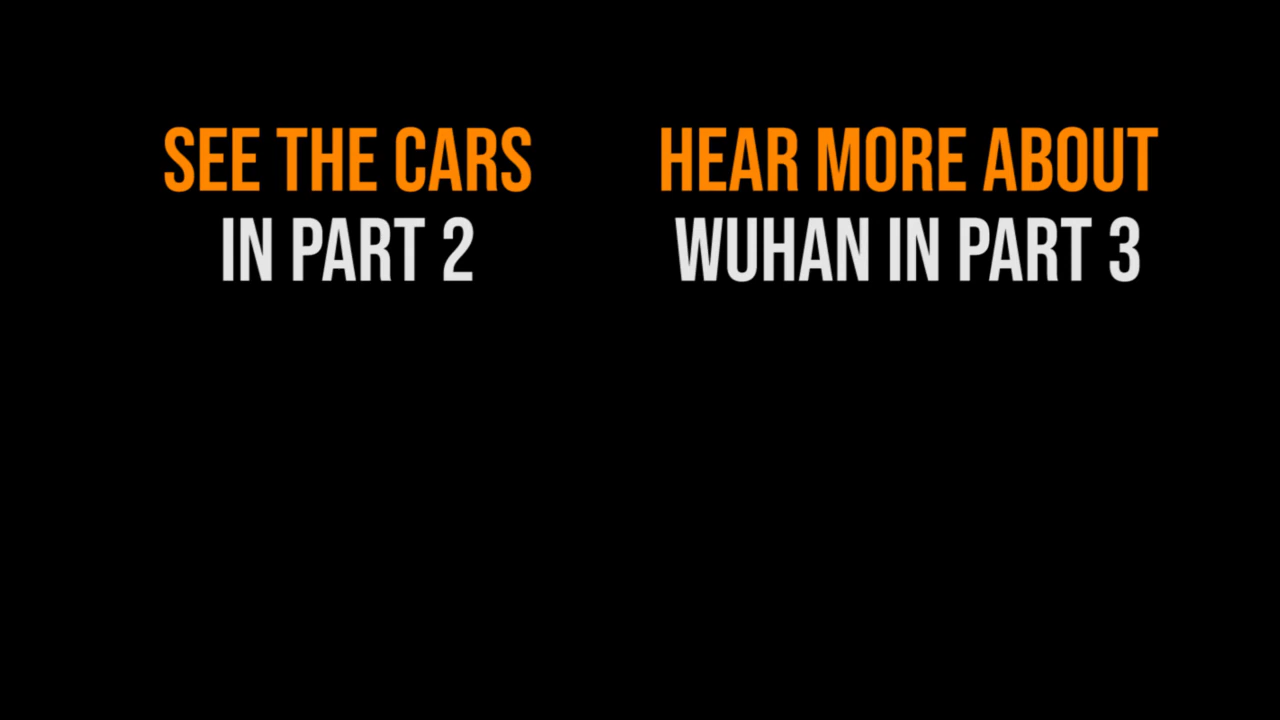 SEE THE CARS
IN PART 2
HEAR MORE ABOUT
WUHAN IN PART 3